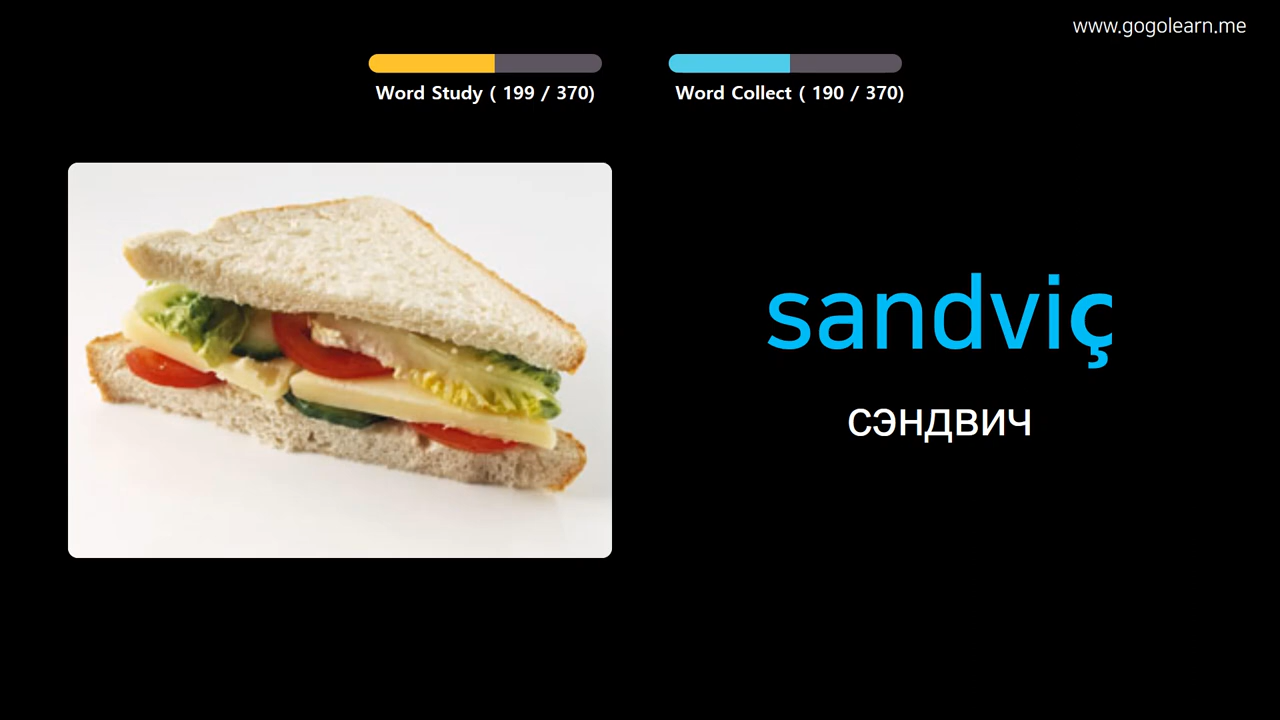 www.gogolearn.me
Word Study ( 199 / 370)
Word Collect ( 190 / 370)
sandviç
сэндвич